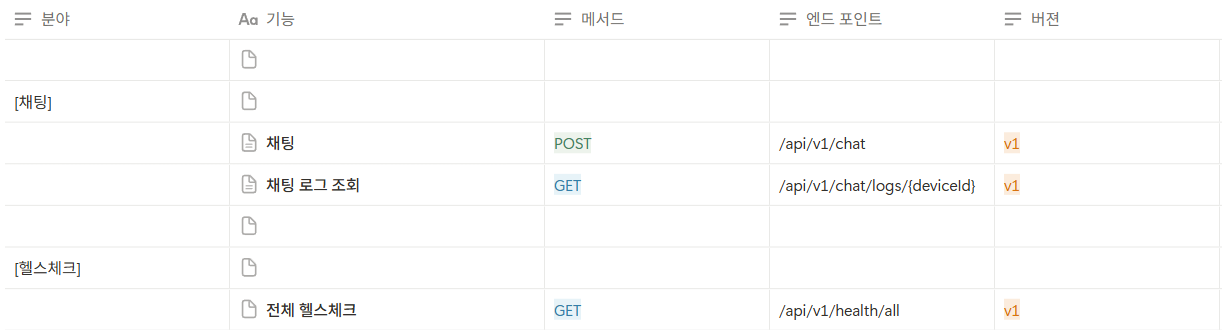 분야 Aa 기능 메서드 엔드 포인트 버젼
[채팅]
채팅 POST /api/v1/chat v1
채팅 로그 조회 GET /api/v1/chat/logs/{deviceId} v1
[헬스체크]
전체 헬스체크 GET /api/v1/health/all v1